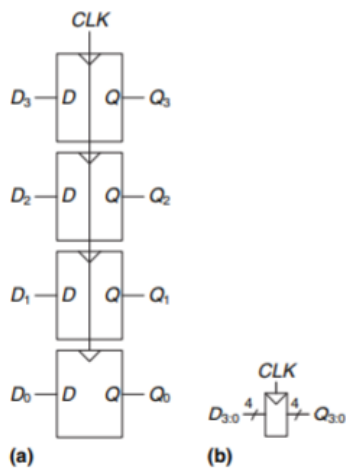 CLK
D₃ D Q Q₃
D₂ D Q Q₂
D₁ D Q Q₁
D₀ D Q Q₀
(a)
CLK
D₃:₀ 4 4 Q₃:₀
(b)